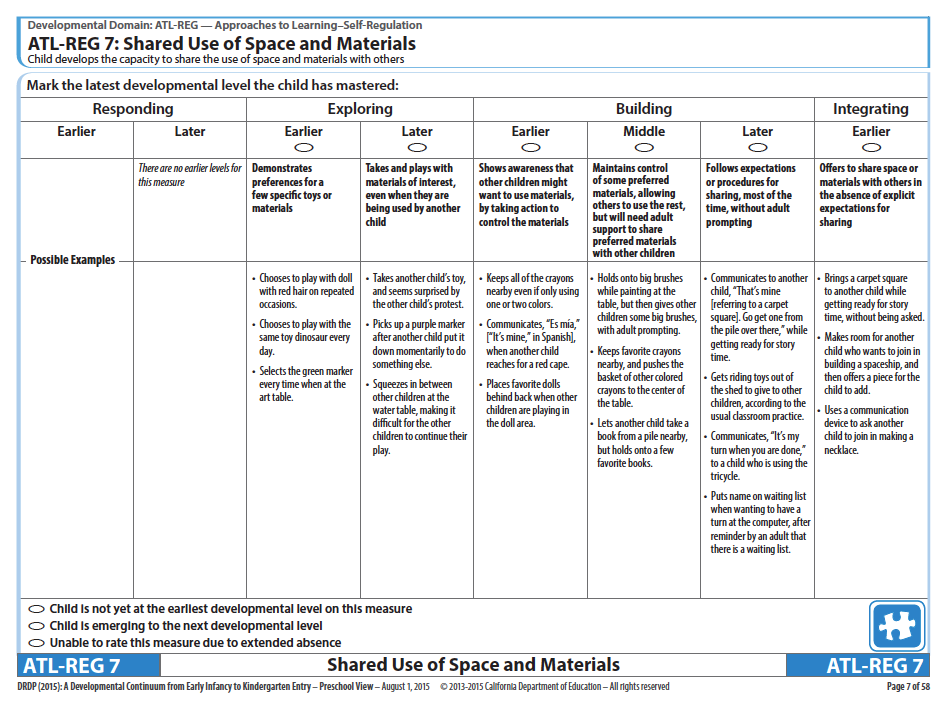 Developmental Domain: ATL-REG — Approaches to Learning–Self-Regulation
ATL-REG 7: Shared Use of Space and Materials
Child develops the capacity to share the use of space and materials with others
Mark the latest developmental level the child has mastered:
Responding
Exploring
Building
Integrating
Earlier
Later
Earlier
Later
Earlier
Middle
Later
Earlier
There are no earlier levels for
this measure
Demonstrates
preferences for a
few specific toys or
materials
Takes and plays with
materials of interest,
even when they are
being used by another
child
Shows awareness that
other children might
want to use materials,
by taking action to
control the materials
Maintains control
of some preferred
materials, allowing
others to use the rest,
but will need adult
support to share
preferred materials
with other children
Follows expectations
or procedures for
sharing, most of the
time, without adult
prompting
Offers to share space or
materials with others in
the absence of explicit
expectations for
sharing
Possible Examples
• Chooses to play with doll
with red hair on repeated
occasions.
• Chooses to play with the
same toy dinosaur every
day.
• Selects the green marker
every time when at the
art table.
• Takes another child's toy,
and seems surprised by
the other child's protest.
• Picks up a purple marker
after another child put it
down momentarily to do
something else.
• Squeezes in between
other children at the
water table, making it
difficult for the other
children to continue their
play.
• Keeps all of the crayons
nearby even if only using
one or two colors.
• Communicates, "Es mía,"
["It's mine," in Spanish],
when another child
reaches for a red cape.
• Places favorite dolls
behind back when other
children are playing in
the doll area.
• Holds onto big brushes
while painting at the
table, but then gives other
children some big brushes,
with adult prompting.
• Keeps favorite crayons
nearby, and pushes the
basket of other colored
crayons to the center of
the table.
• Lets another child take a
book from a pile nearby,
but holds onto a few
favorite books.
• Communicates to another
child, "That's mine
[referring to a carpet
square]. Go get one from
the pile over there," while
getting ready for story
time.
• Gets riding toys out of
the shed to give to other
children, according to the
usual classroom practice.
• Communicates, "It's my
turn when you are done,"
to a child who is using the
tricycle.
• Puts name on waiting list
when wanting to have a
turn at the computer, after
reminder by an adult that
there is a waiting list.
• Brings a carpet square
to another child while
getting ready for story
time, without being asked.
• Makes room for another
child who wants to join in
building a spaceship, and
then offers a piece for the
child to add.
• Uses a communication
device to ask another
child to join in making a
necklace.
Child is not yet at the earliest developmental level on this measure
Child is emerging to the next developmental level
Unable to rate this measure due to extended absence
ATL-REG 7
Shared Use of Space and Materials
ATL-REG 7
DRDP (2015): A Developmental Continuum from Early Infancy to Kindergarten Entry – Preschool View – August 1, 2015 © 2013-2015 California Department of Education – All rights reserved
Page 7 of 58